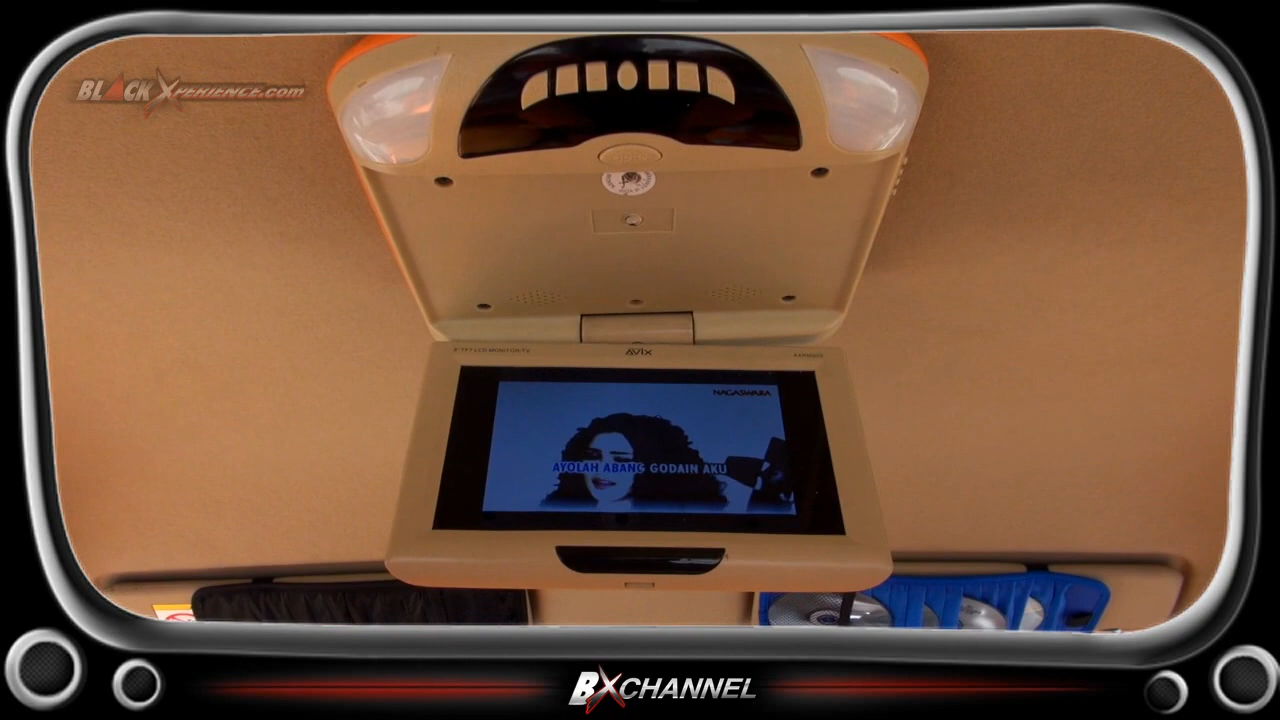 BLACKXPERIENCE.com
AVIX
NAGASWARA
AYOLAH ABANG GODAIN AKU
BXCHANNEL